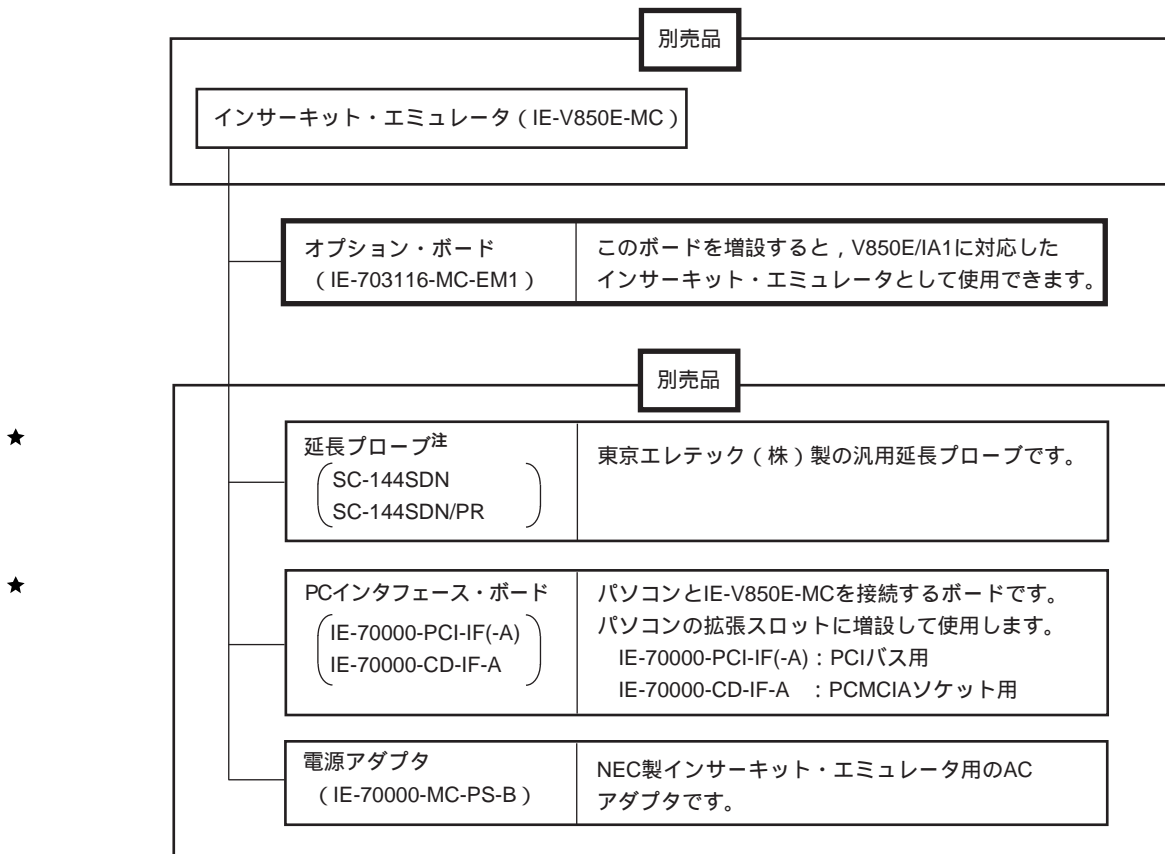 別売品
インサーキット・エミュレータ（IE-V850E-MC）
オプション・ボード
（IE-703116-MC-EM1）
このボードを増設すると，V850E/IA1に対応した
インサーキット・エミュレータとして使用できます。
別売品
★
延長プローブ注
SC-144SDN
SC-144SDN/PR
東京エレテック（株）製の汎用延長プローブです。
★
PCインタフェース・ボード
IE-70000-PCI-IF(-A)
IE-70000-CD-IF-A
パソコンとIE-V850E-MCを接続するボードです。
パソコンの拡張スロットに増設して使用します。
IE-70000-PCI-IF(-A)：PCIバス用
IE-70000-CD-IF-A　：PCMCIAソケット用
電源アダプタ
（IE-70000-MC-PS-B）
NEC製インサーキット・エミュレータ用のAC
アダプタです。